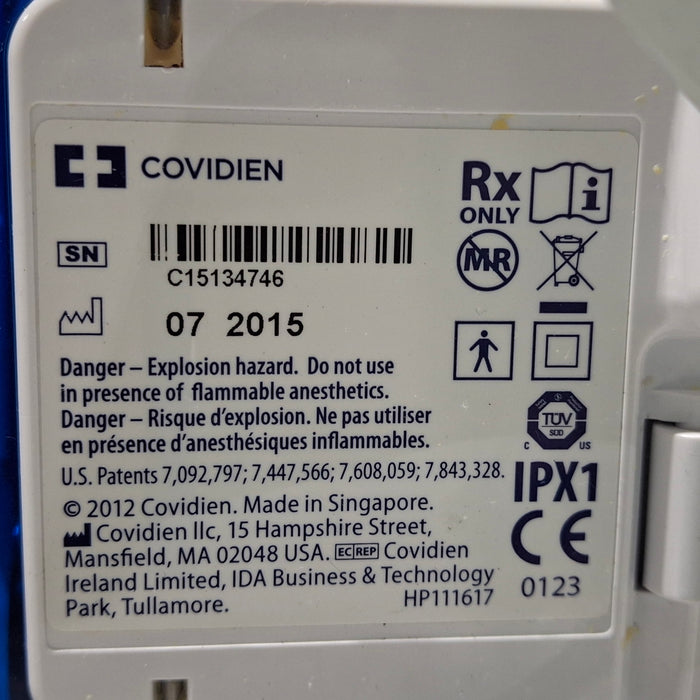 COVIDIEN
Rx
ONLY
SN
C15134746
MR
07 2015
Danger – Explosion hazard. Do not use
in presence of flammable anesthetics.
Danger – Risque d'explosion. Ne pas utiliser
en présence d'anesthésiques inflammables.
TÜV
SÜD
C US
U.S. Patents 7,092,797; 7,447,566; 7,608,059; 7,843,328.
IPX1
© 2012 Covidien. Made in Singapore.
Covidien llc, 15 Hampshire Street,
Mansfield, MA 02048 USA. EC REP Covidien
Ireland Limited, IDA Business & Technology
Park, Tullamore.
HP111617
CE
0123